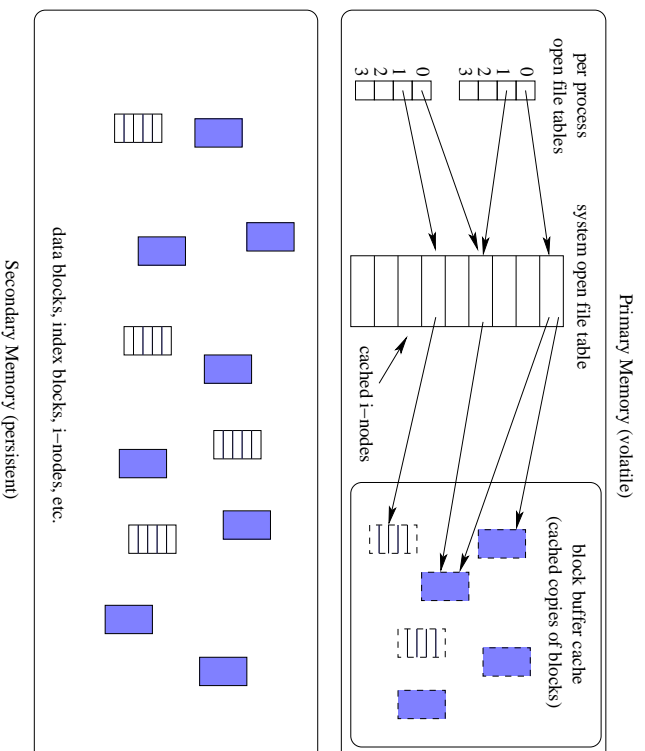 Primary Memory (volatile)
per process
open file tables
0
1
2
3
0
1
2
3
system open file table
cached i-nodes
block buffer cache
(cached copies of blocks)
data blocks, index blocks, i-nodes, etc.
Secondary Memory (persistent)